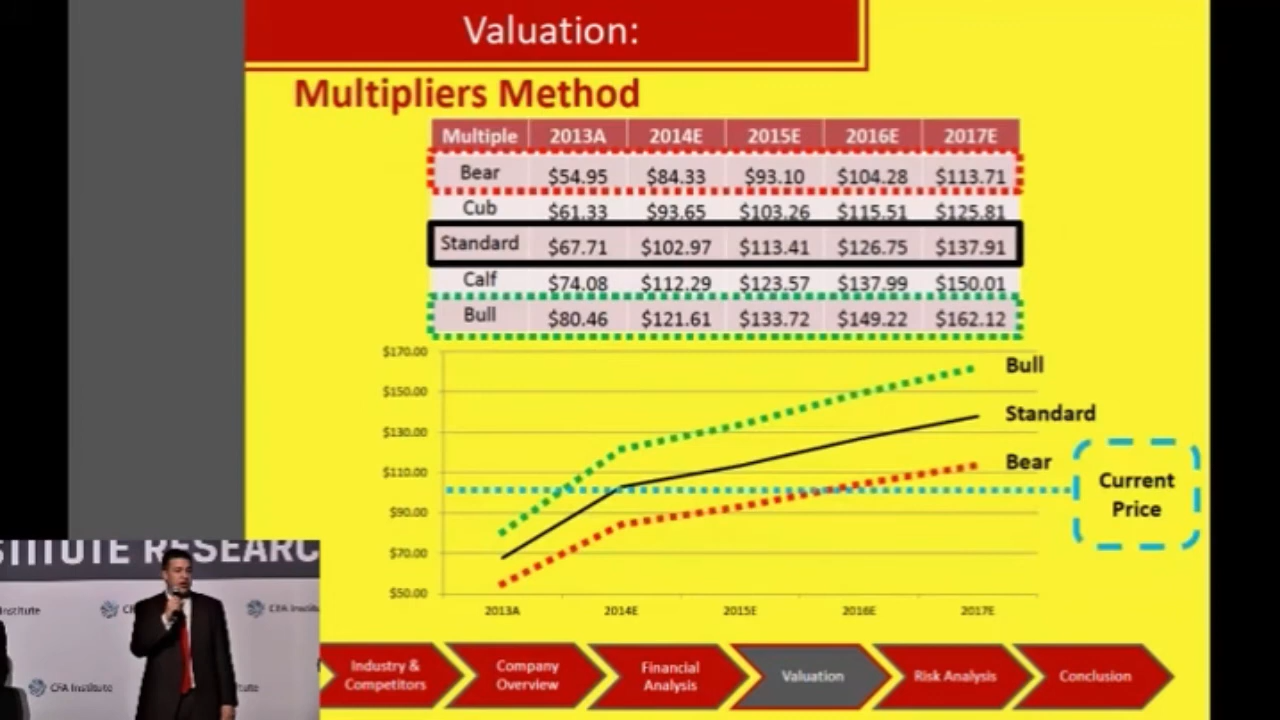 Valuation:
Multipliers Method
Multiple 2013A 2014E 2015E 2016E 2017E
Bear $54.95 $84.33 $93.10 $104.28 $113.71
Cub $61.33 $93.65 $103.26 $115.51 $125.81
Standard $67.71 $102.97 $113.41 $126.75 $137.91
Calf $74.08 $112.29 $123.57 $137.99 $150.01
Bull $80.46 $121.61 $133.72 $149.22 $162.12
$170.00
$150.00
$130.00
$110.00
$90.00
$70.00
$50.00
Bull
Standard
Bear
Current
Price
2013A 2014E 2015E 2016E 2017E
Industry &
Competitors
Company
Overview
Financial
Analysis
Valuation
Risk Analysis
Conclusion
STITUTE RESEARC
Institute
CFA Institute